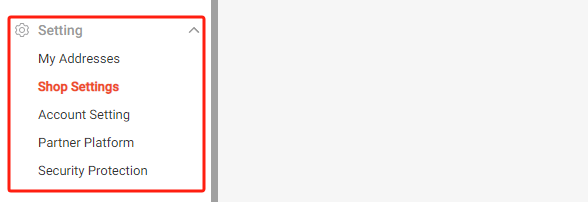 Setting
My Addresses
Shop Settings
Account Setting
Partner Platform
Security Protection